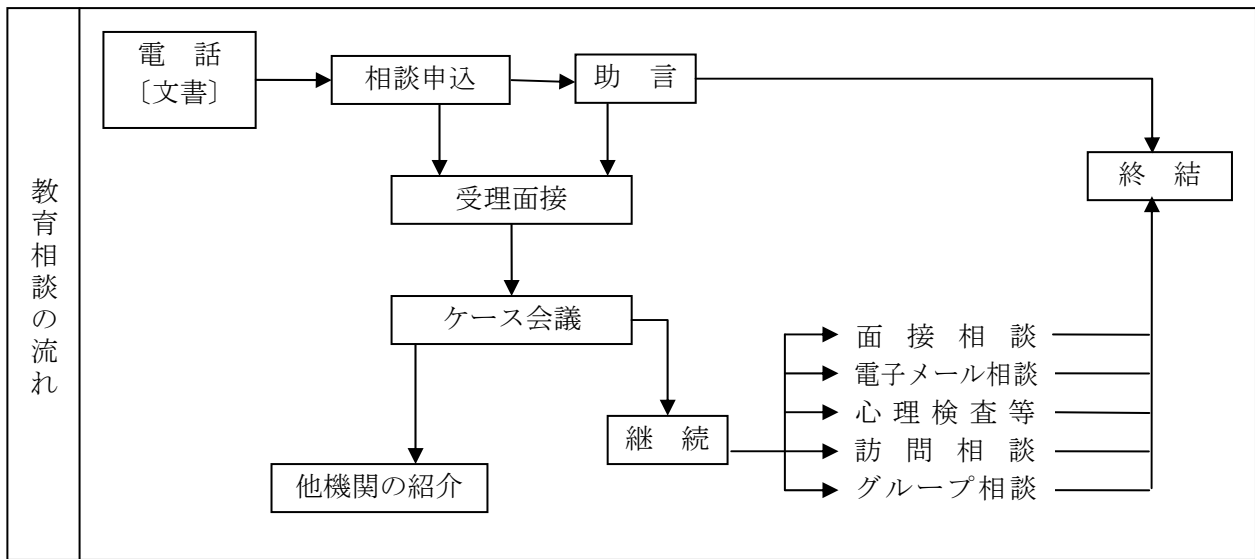 教育相談の流れ
電　話
〔文書〕
相談申込
助　言
終　結
受理面接
ケース会議
面 接 相 談
電子メール相談
心 理 検 査 等
継　続
訪 問 相 談
他機関の紹介
グループ相談